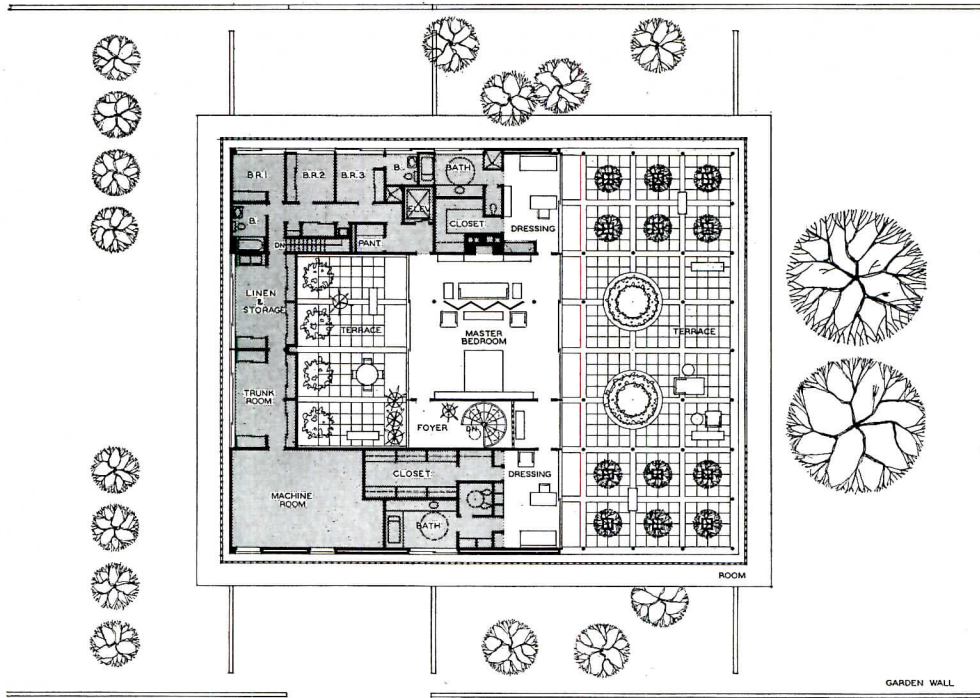 B.R.1
B.R.2
B.R.3
B.
BATH
ELEV.
CLOSET
DRESSING
B.
DN
PANT.
LINEN
&
STORAGE
TERRACE
MASTER
BEDROOM
TERRACE
TRUNK
ROOM
FOYER
DN.
CLOSET
DRESSING
MACHINE
ROOM
BATH
ROOM
GARDEN WALL